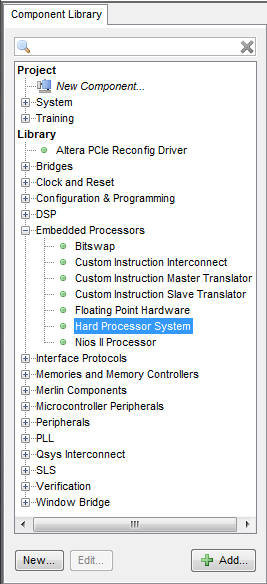 Component Library
Project
New Component...
System
Training
Library
Altera PCIe Reconfig Driver
Bridges
Clock and Reset
Configuration & Programming
DSP
Embedded Processors
Bitswap
Custom Instruction Interconnect
Custom Instruction Master Translator
Custom Instruction Slave Translator
Floating Point Hardware
Hard Processor System
Nios II Processor
Interface Protocols
Memories and Memory Controllers
Merlin Components
Microcontroller Peripherals
Peripherals
PLL
Qsys Interconnect
SLS
Verification
Window Bridge
New... Edit... Add...